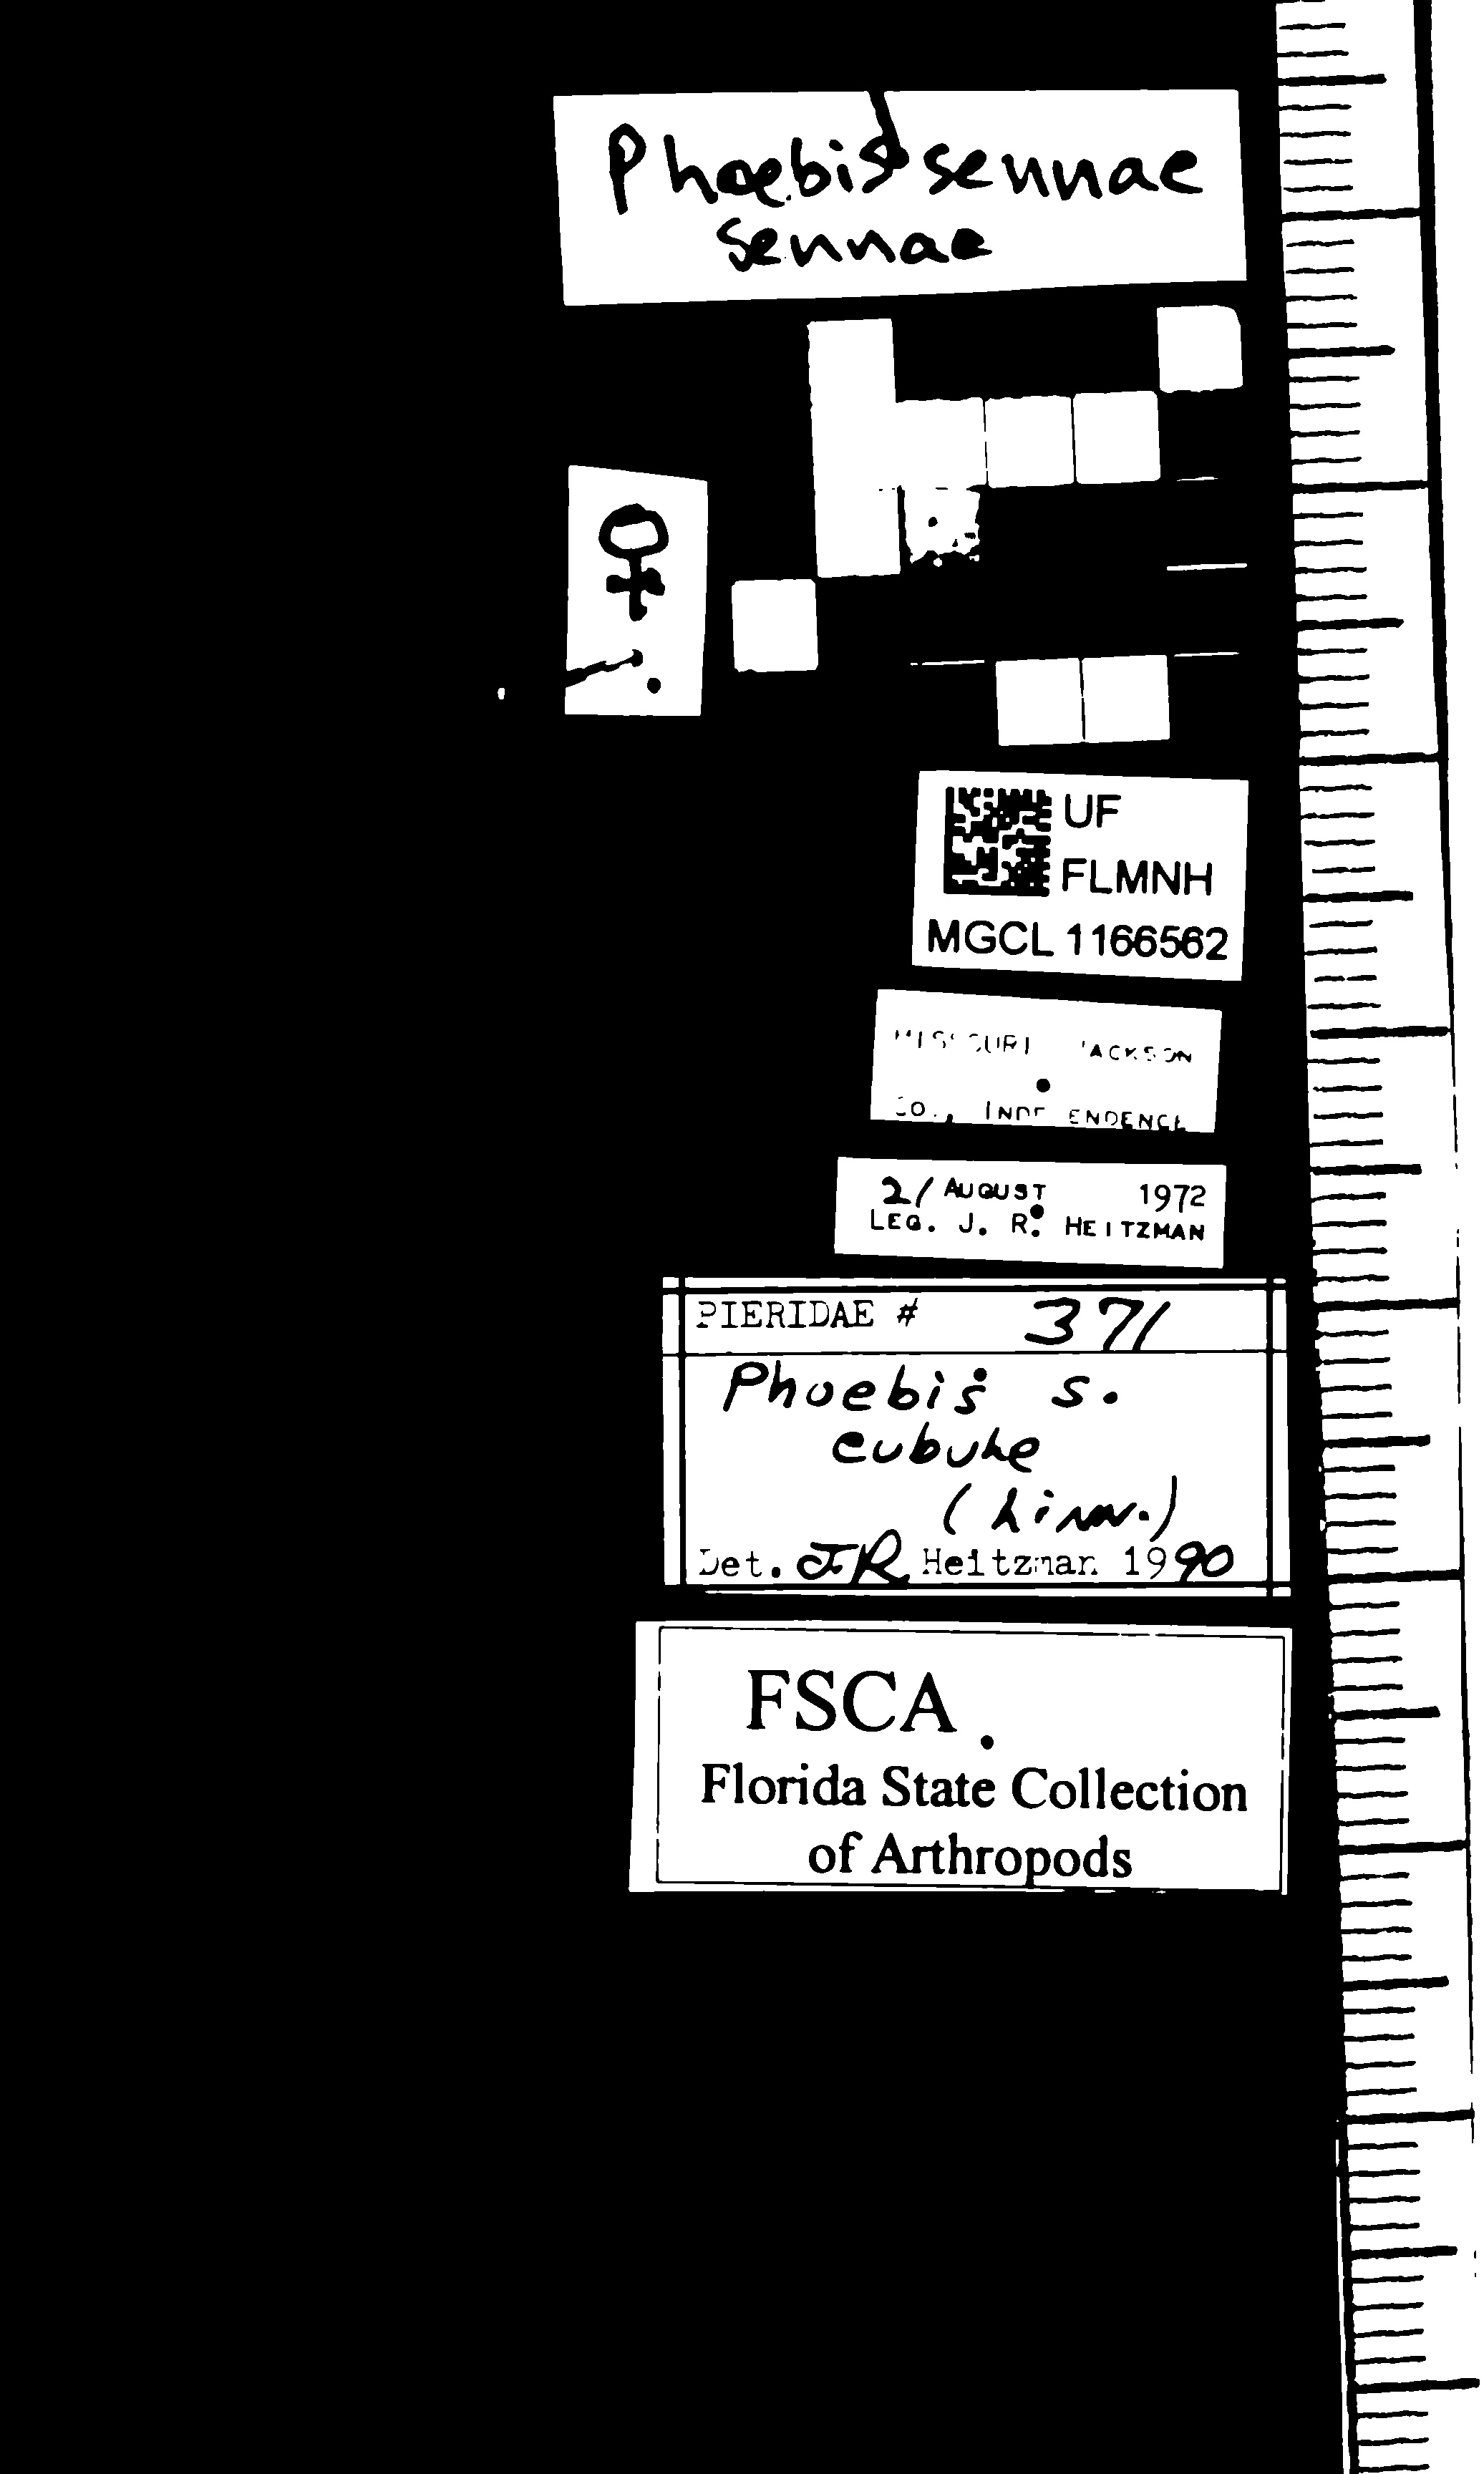 Phoebis sennae
sennae
♀
UF
FLMNH
MGCL 1166562
MISSOURI JACKSON
Co., INDEPENDENCE
21 AUGUST 1972
LEG. J. R. HEITZMAN
PIERIDAE # 371
Phoebis s.
eubule
(Linn.)
Det. JR Heitzman 1990
FSCA
Florida State Collection
of Arthropods